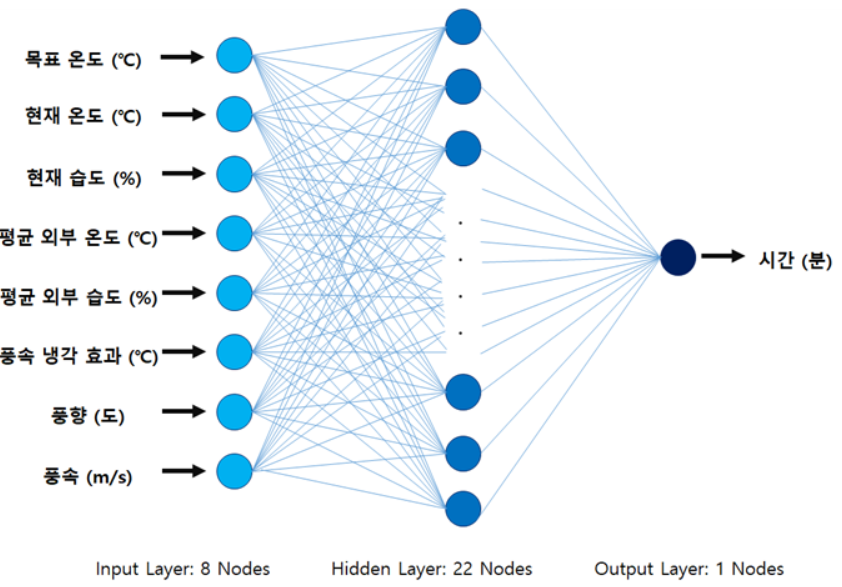 목표 온도 (℃)
현재 온도 (℃)
현재 습도 (%)
평균 외부 온도 (℃)
평균 외부 습도 (%)
풍속 냉각 효과 (℃)
풍향 (도)
풍속 (m/s)
시간 (분)
Input Layer: 8 Nodes
Hidden Layer: 22 Nodes
Output Layer: 1 Nodes